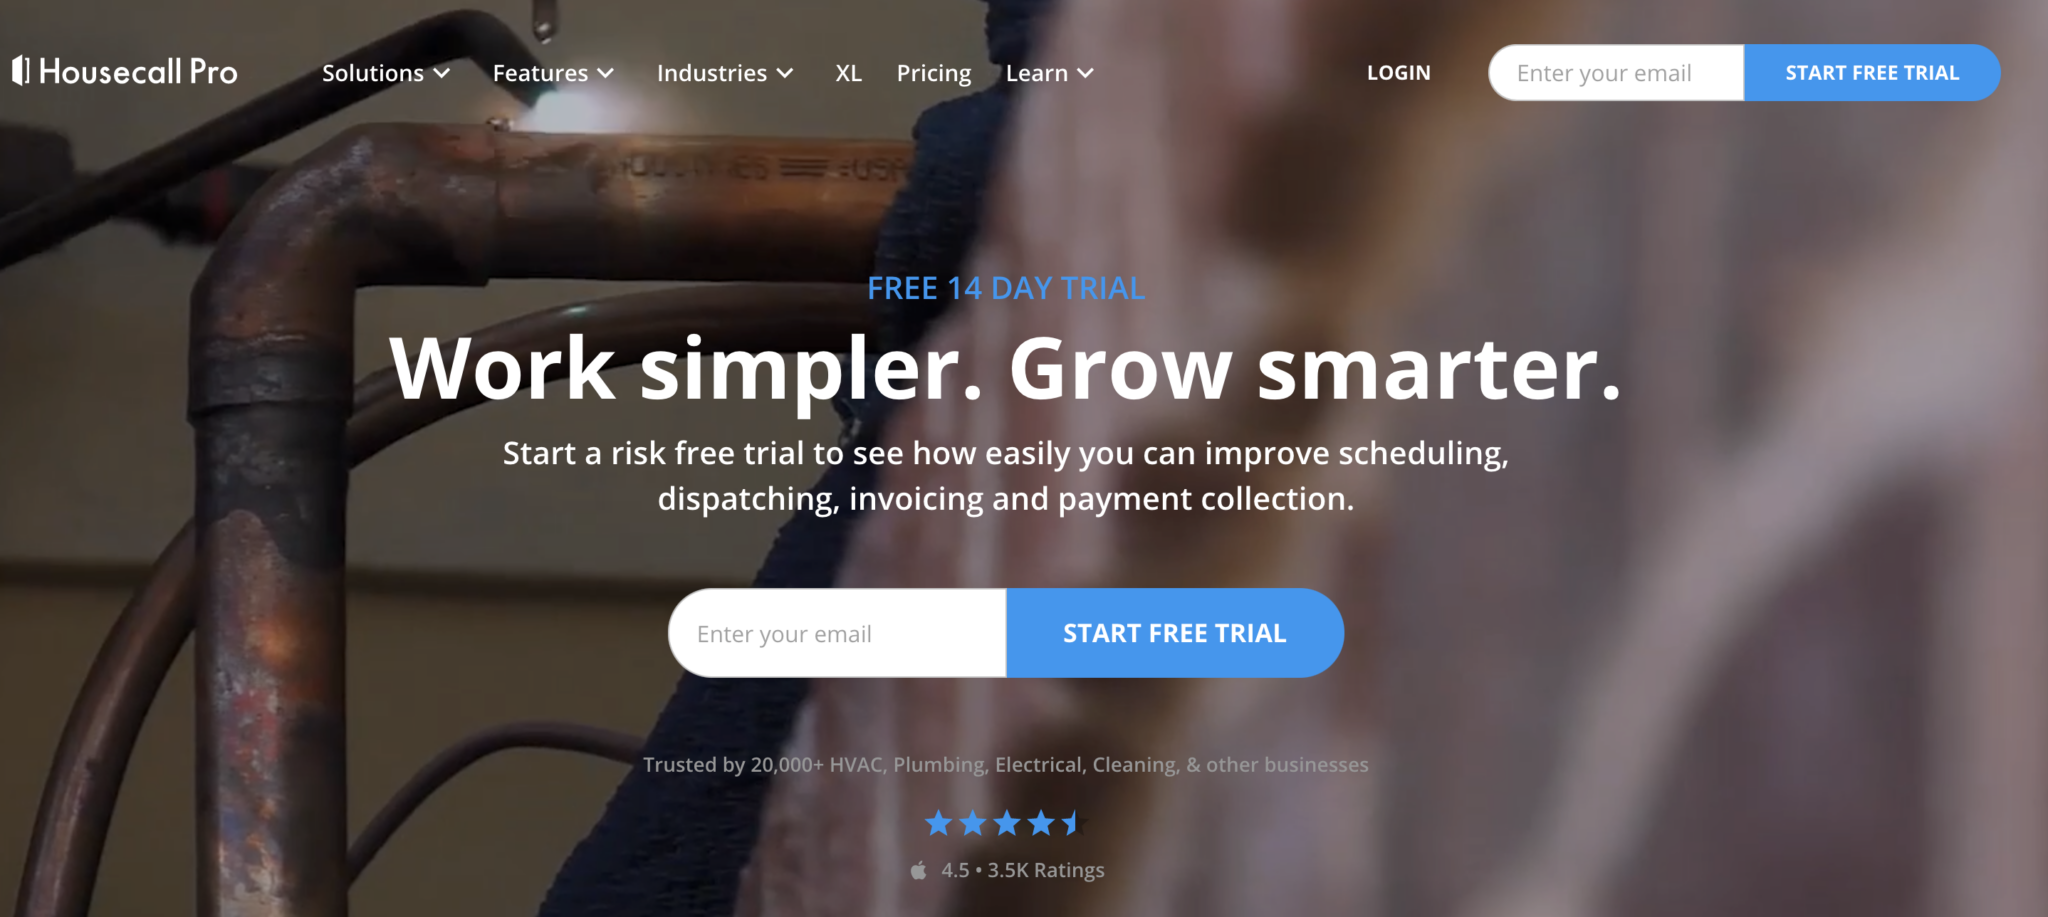 Housecall Pro
Solutions
Features
Industries
XL
Pricing
Learn
LOGIN
Enter your email
START FREE TRIAL
FREE 14 DAY TRIAL
Work simpler. Grow smarter.
Start a risk free trial to see how easily you can improve scheduling,
dispatching, invoicing and payment collection.
Enter your email
START FREE TRIAL
Trusted by 20,000+ HVAC, Plumbing, Electrical, Cleaning, & other businesses
4.5 • 3.5K Ratings